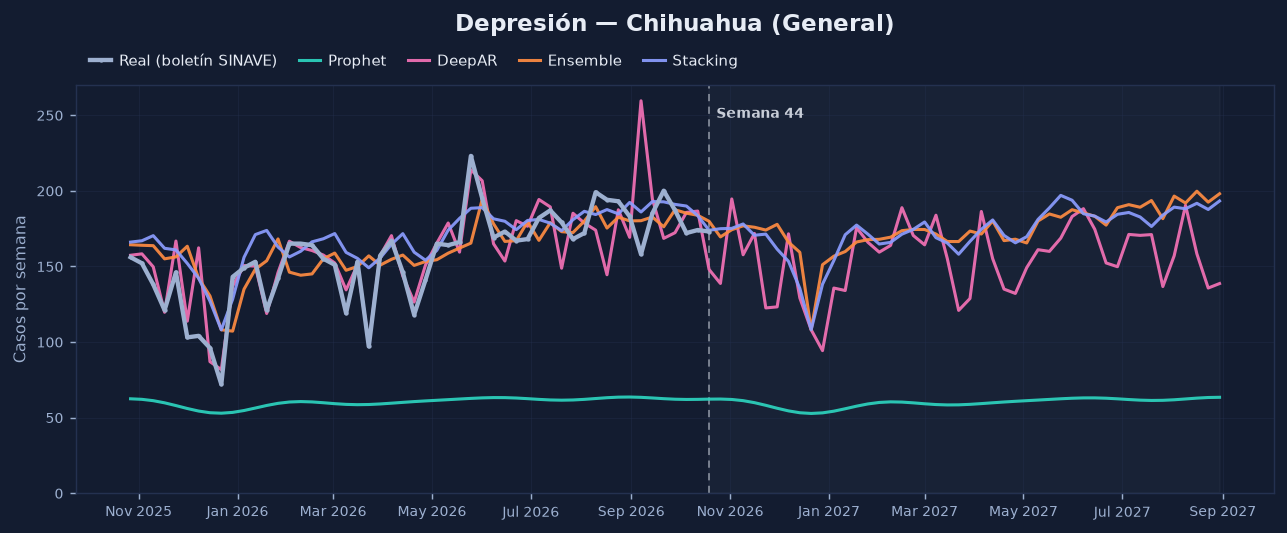 Depresión — Chihuahua (General)
Real (boletín SINAVE) Prophet DeepAR Ensemble Stacking
Semana 44
Casos por semana
250
200
150
100
50
0
Nov 2025 Jan 2026 Mar 2026 May 2026 Jul 2026 Sep 2026 Nov 2026 Jan 2027 Mar 2027 May 2027 Jul 2027 Sep 2027